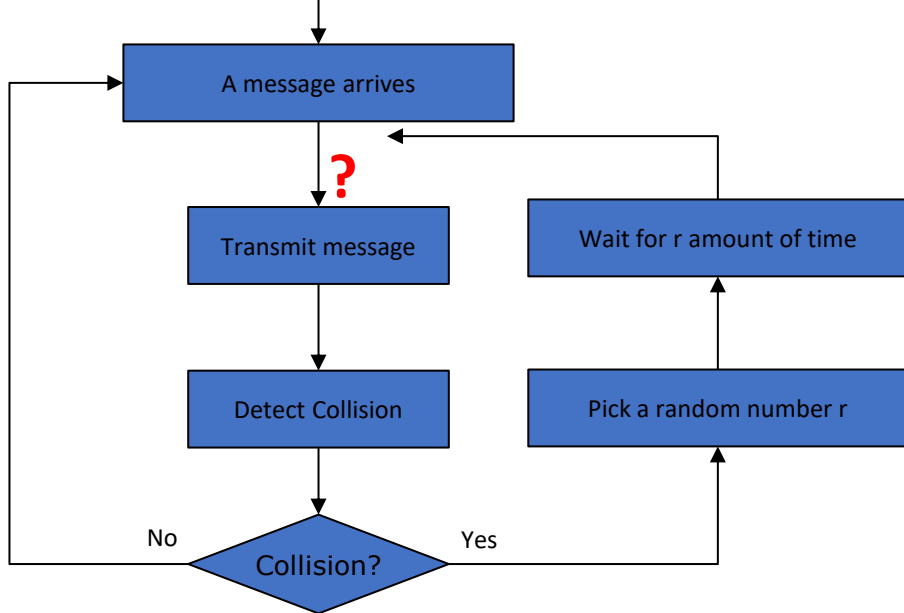 A message arrives
?
Transmit message
Wait for r amount of time
Detect Collision
Pick a random number r
No
Yes
Collision?